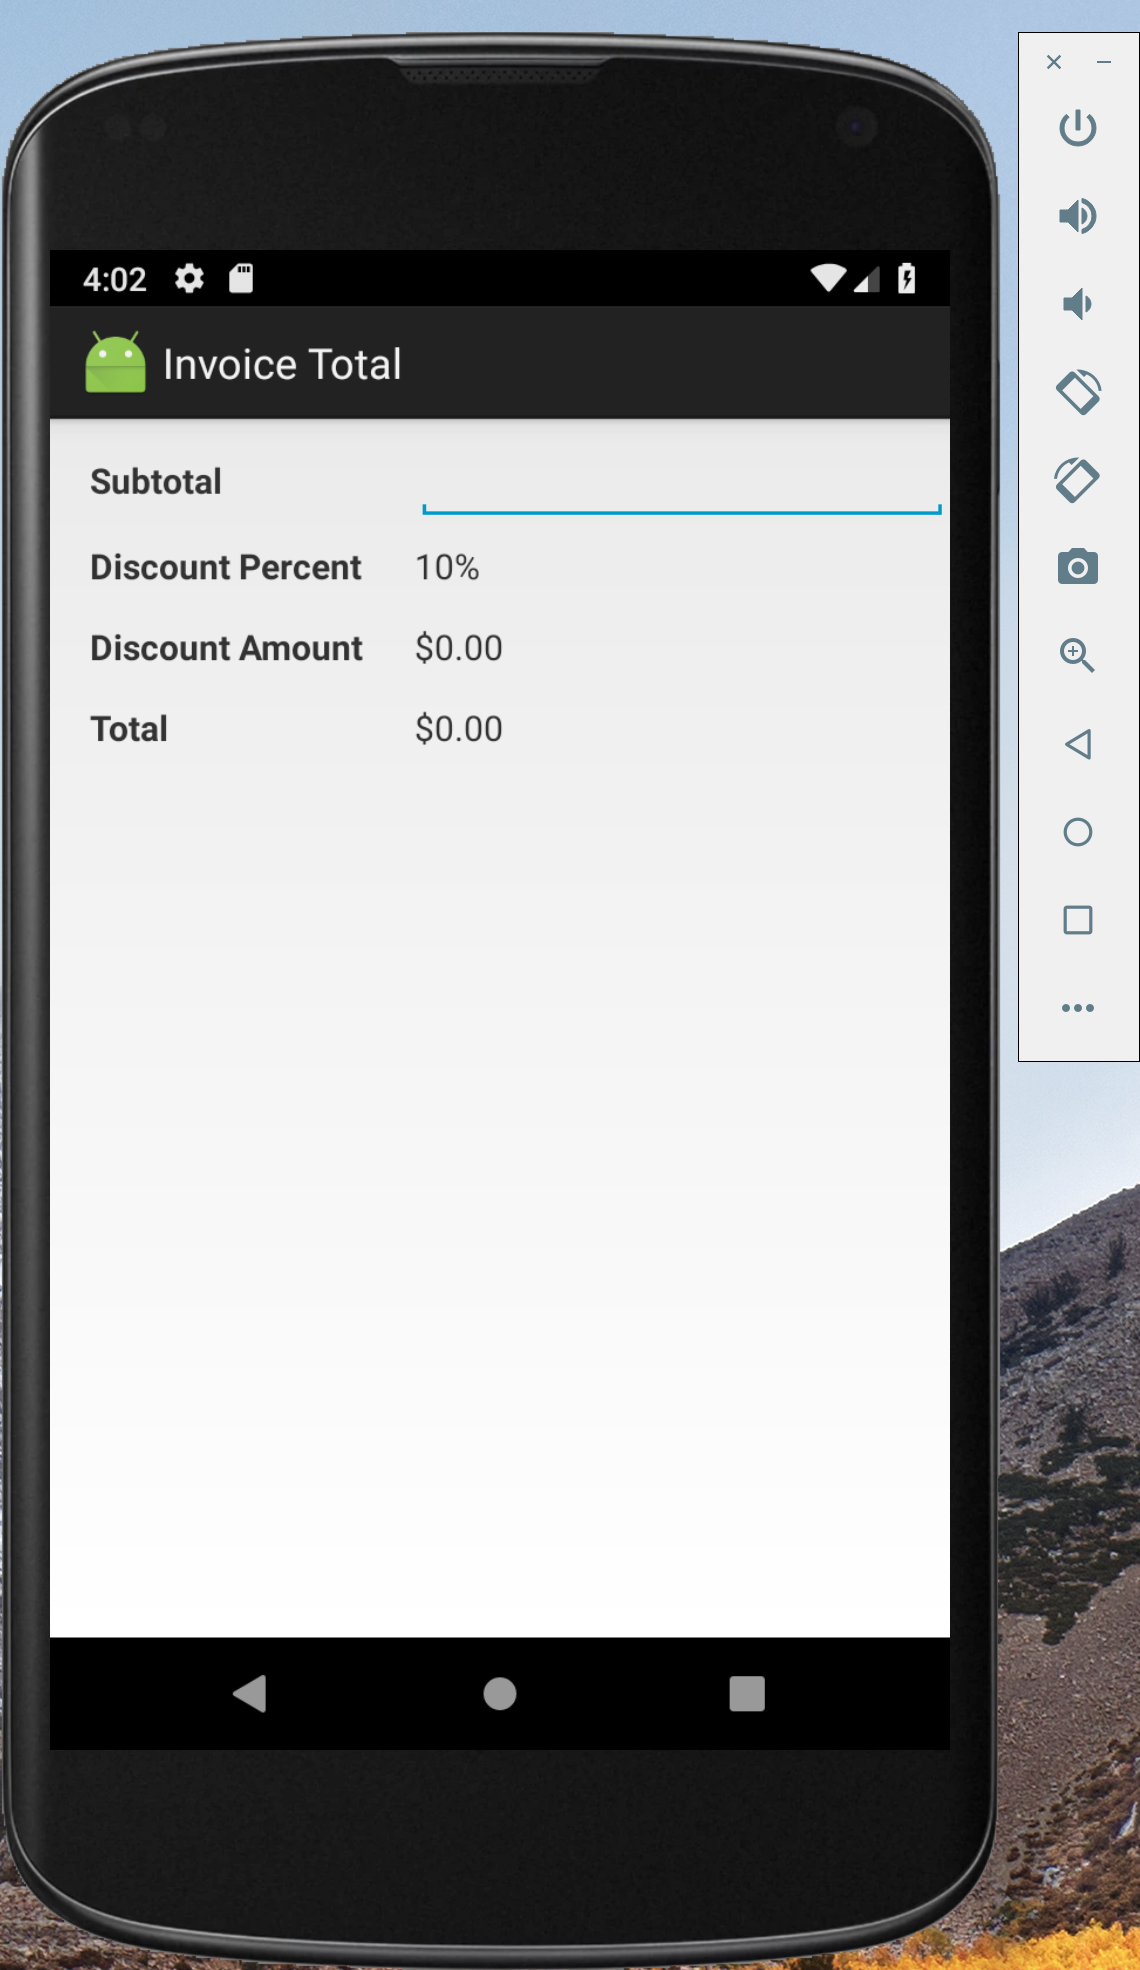 4:02
Invoice Total
Subtotal
Discount Percent 10%
Discount Amount $0.00
Total $0.00